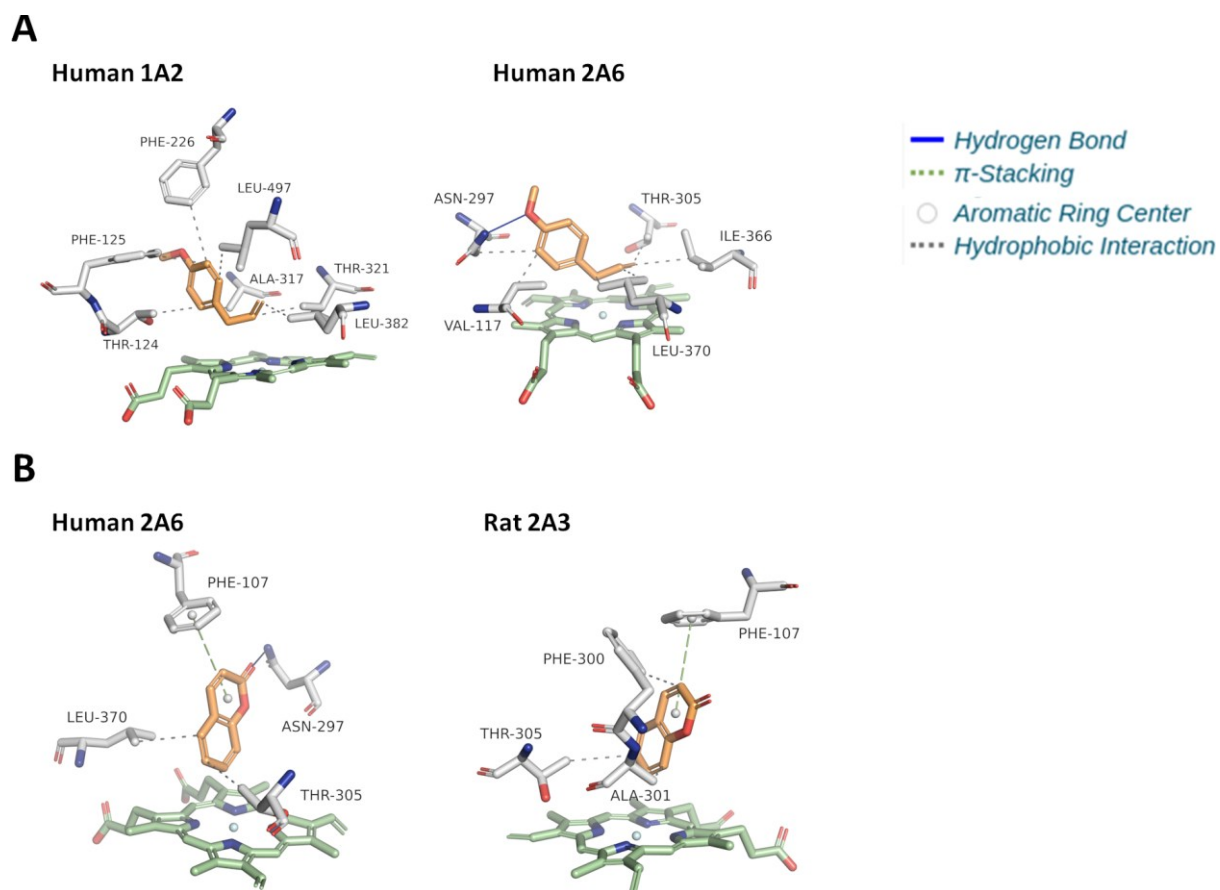 A
Human 1A2
Human 2A6
PHE-226
LEU-497
PHE-125
ALA-317
THR-321
THR-124
LEU-382
ASN-297
THR-305
ILE-366
VAL-117
LEU-370
Hydrogen Bond
π-Stacking
Aromatic Ring Center
Hydrophobic Interaction
B
Human 2A6
Rat 2A3
PHE-107
LEU-370
ASN-297
THR-305
PHE-107
PHE-300
THR-305
ALA-301